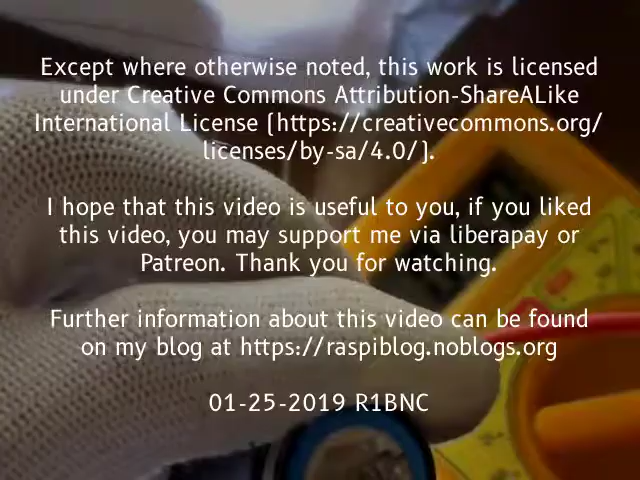 Except where otherwise noted, this work is licensed
under Creative Commons Attribution-ShareALike
International License (https://creativecommons.org/
licenses/by-sa/4.0/).
I hope that this video is useful to you, if you liked
this video, you may support me via liberapay or
Patreon. Thank you for watching.
Further information about this video can be found
on my blog at https://raspiblog.noblogs.org
01-25-2019 R1BNC